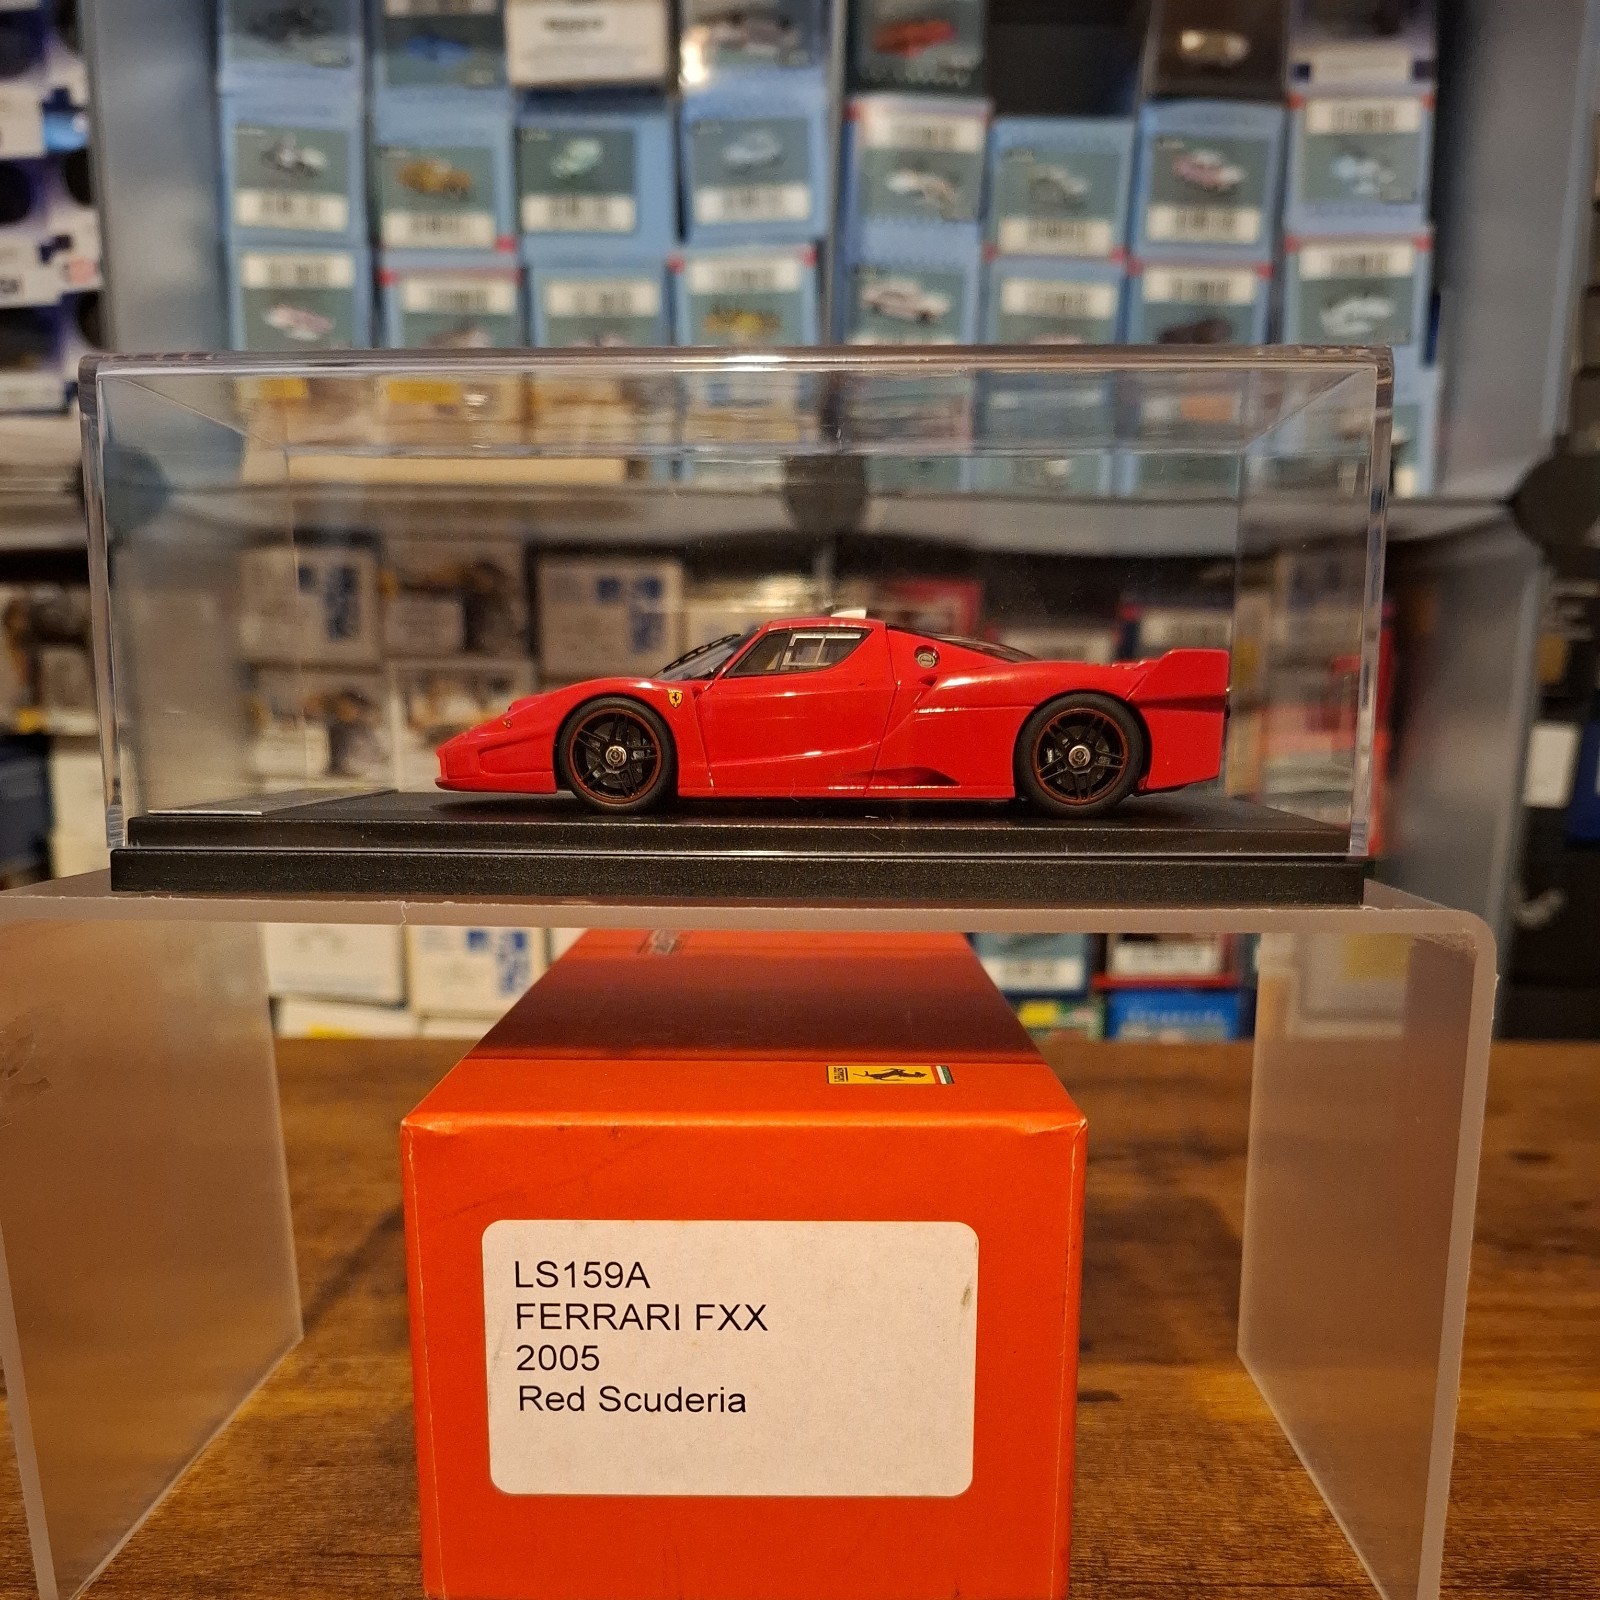 LS159A
FERRARI FXX
2005
Red Scuderia